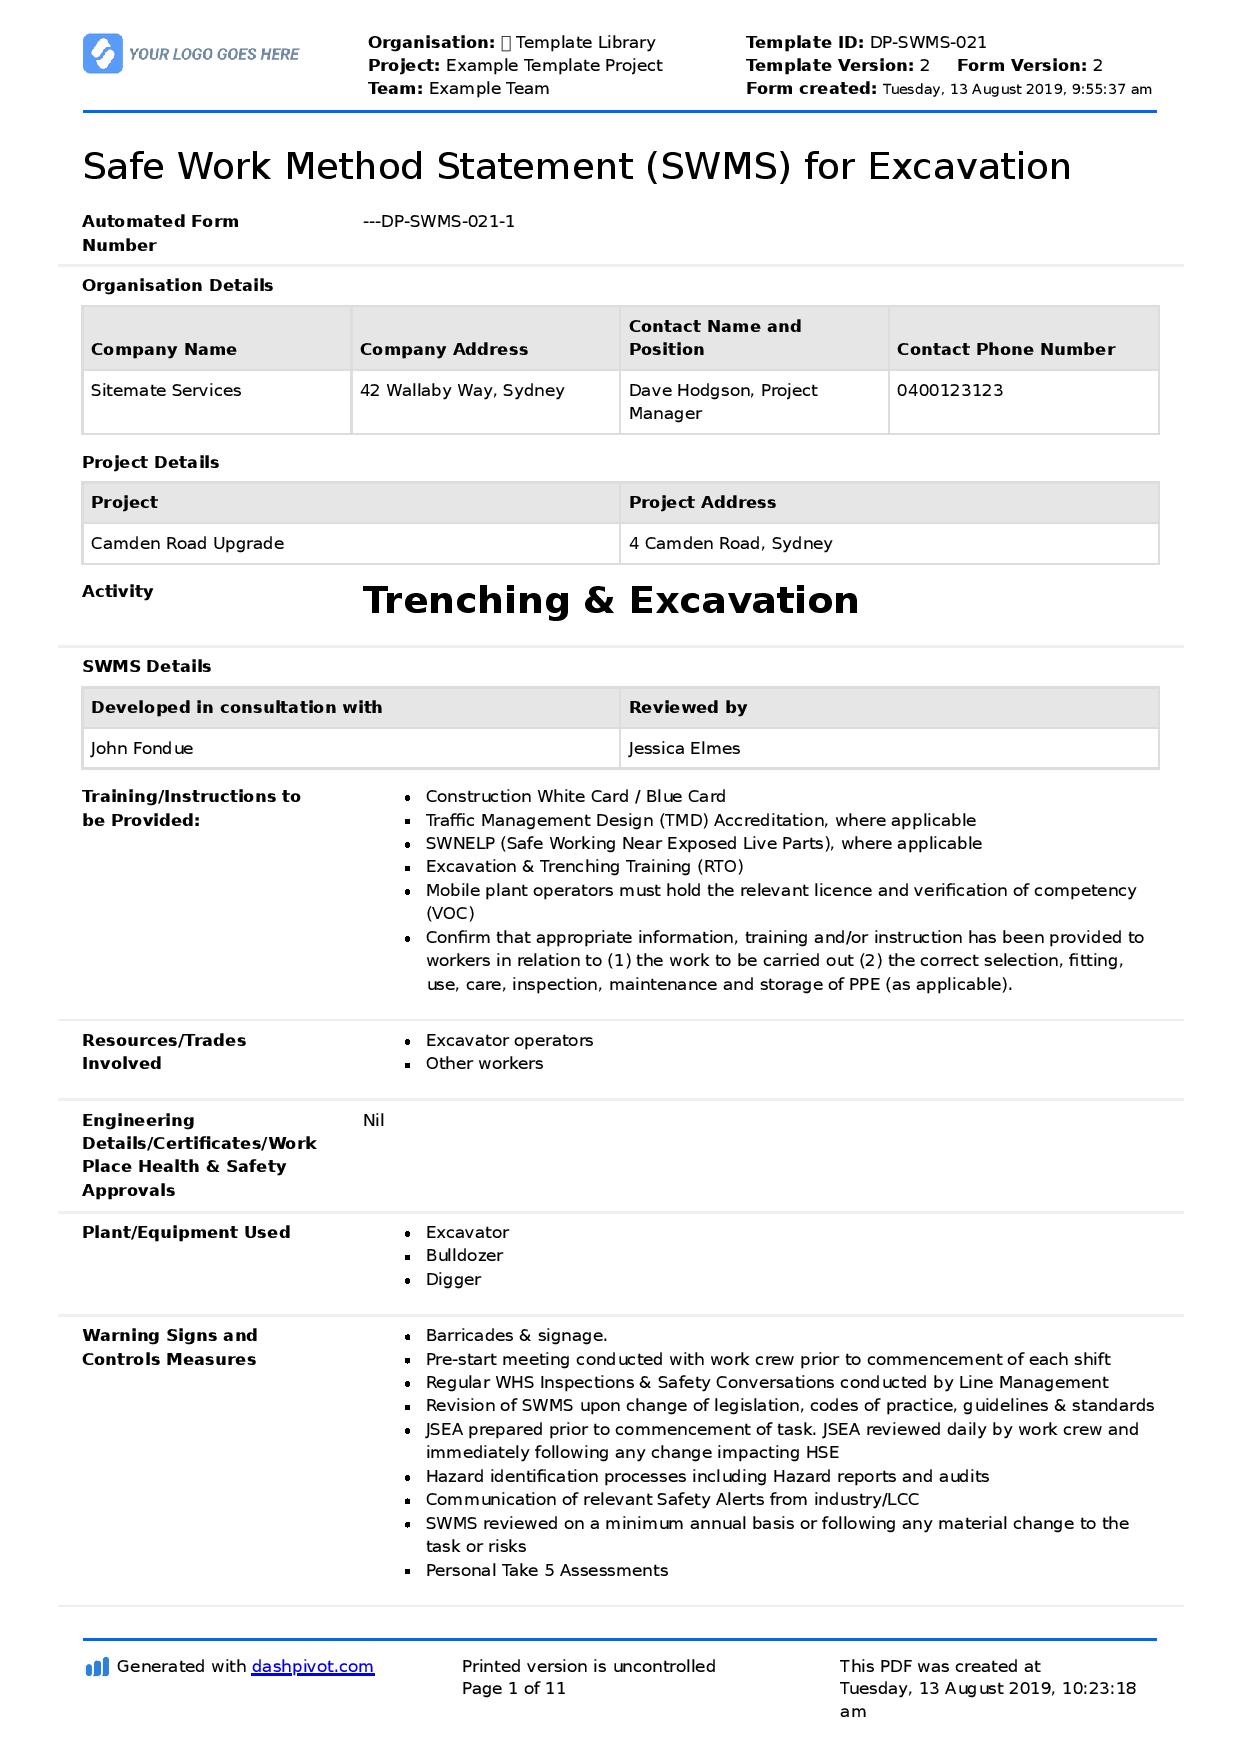 YOUR LOGO GOES HERE
Organisation: Template Library
Project: Example Template Project
Team: Example Team
Template ID: DP-SWMS-021
Template Version: 2 Form Version: 2
Form created: Tuesday, 13 August 2019, 9:55:37 am
Safe Work Method Statement (SWMS) for Excavation
Automated Form
Number
---DP-SWMS-021-1
Organisation Details
Company Name
Company Address
Contact Name and
Position
Contact Phone Number
Sitemate Services
42 Wallaby Way, Sydney
Dave Hodgson, Project
Manager
0400123123
Project Details
Project
Project Address
Camden Road Upgrade
4 Camden Road, Sydney
Activity
Trenching & Excavation
SWMS Details
Developed in consultation with
Reviewed by
John Fondue
Jessica Elmes
Training/Instructions to
be Provided:
• Construction White Card / Blue Card
• Traffic Management Design (TMD) Accreditation, where applicable
• SWNELP (Safe Working Near Exposed Live Parts), where applicable
• Excavation & Trenching Training (RTO)
• Mobile plant operators must hold the relevant licence and verification of competency
(VOC)
• Confirm that appropriate information, training and/or instruction has been provided to
workers in relation to (1) the work to be carried out (2) the correct selection, fitting,
use, care, inspection, maintenance and storage of PPE (as applicable).
Resources/Trades
Involved
• Excavator operators
• Other workers
Engineering
Details/Certificates/Work
Place Health & Safety
Approvals
Nil
Plant/Equipment Used
• Excavator
• Bulldozer
• Digger
Warning Signs and
Controls Measures
• Barricades & signage.
• Pre-start meeting conducted with work crew prior to commencement of each shift
• Regular WHS Inspections & Safety Conversations conducted by Line Management
• Revision of SWMS upon change of legislation, codes of practice, guidelines & standards
• JSEA prepared prior to commencement of task. JSEA reviewed daily by work crew and
immediately following any change impacting HSE
• Hazard identification processes including Hazard reports and audits
• Communication of relevant Safety Alerts from industry/LCC
• SWMS reviewed on a minimum annual basis or following any material change to the
task or risks
• Personal Take 5 Assessments
Generated with dashpivot.com
Printed version is uncontrolled
Page 1 of 11
This PDF was created at
Tuesday, 13 August 2019, 10:23:18
am